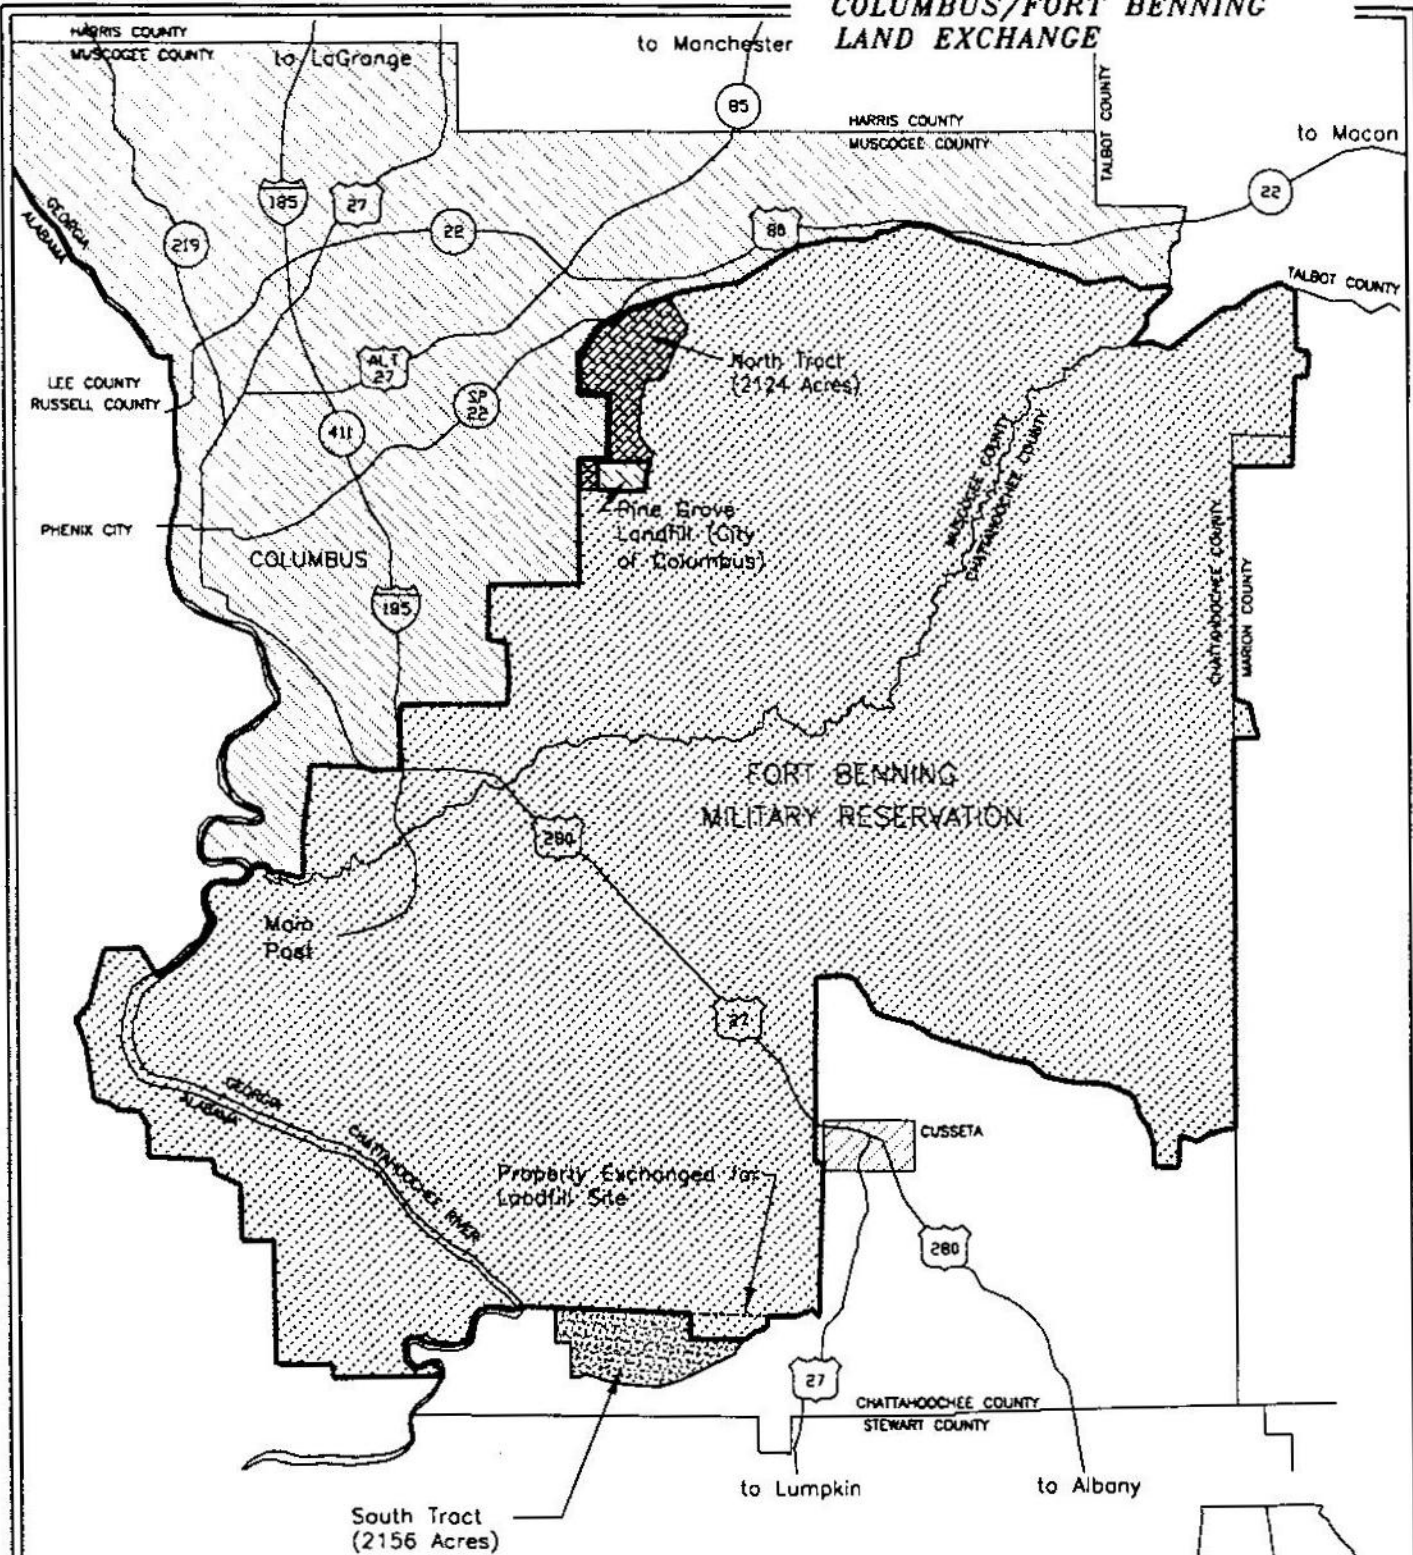 COLUMBUS/FORT BENNING
LAND EXCHANGE
HARRIS COUNTY
MUSCOGEE COUNTY
to LaGrange
to Manchester
85
HARRIS COUNTY
MUSCOGEE COUNTY
TALBOT COUNTY
to Macon
22
GEORGIA
ALABAMA
219
185
27
22
80
TALBOT COUNTY
LEE COUNTY
RUSSELL COUNTY
ALT
27
SP
22
411
North Tract
(2124 Acres)
MUSCOGEE COUNTY
CHATTAHOOCHEE COUNTY
PHENIX CITY
COLUMBUS
Pine Grove
Landfill (City
of Columbus)
185
CHATTAHOOCHEE COUNTY
MARION COUNTY
FORT BENNING
MILITARY RESERVATION
280
Main
Post
27
GEORGIA
ALABAMA
CHATTAHOOCHEE RIVER
CUSSETA
Property Exchanged for
Landfill Site
280
27
CHATTAHOOCHEE COUNTY
STEWART COUNTY
to Lumpkin
to Albany
South Tract
(2156 Acres)